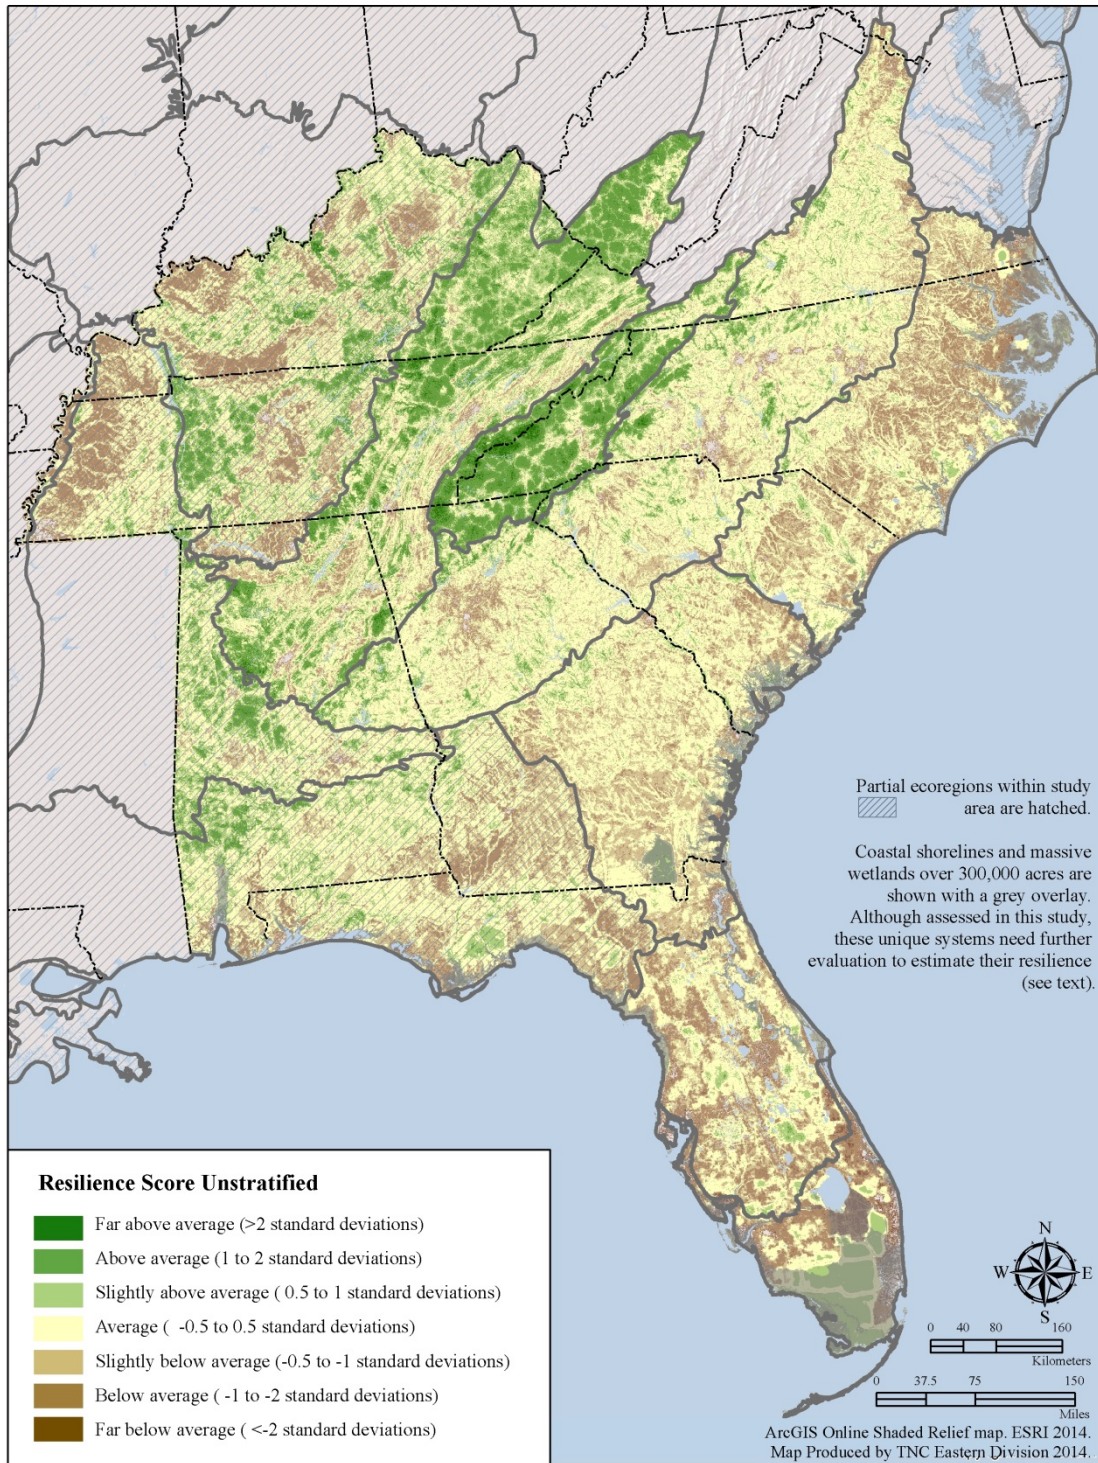 Partial ecoregions within study
area are hatched.
Coastal shorelines and massive
wetlands over 300,000 acres are
shown with a grey overlay.
Although assessed in this study,
these unique systems need further
evaluation to estimate their resilience
(see text).
Resilience Score Unstratified
Far above average (>2 standard deviations)
Above average (1 to 2 standard deviations)
Slightly above average ( 0.5 to 1 standard deviations)
Average ( -0.5 to 0.5 standard deviations)
Slightly below average (-0.5 to -1 standard deviations)
Below average ( -1 to -2 standard deviations)
Far below average ( <-2 standard deviations)
N
W E
S
0 40 80 160
Kilometers
0 37.5 75 150
Miles
ArcGIS Online Shaded Relief map. ESRI 2014.
Map Produced by TNC Eastern Division 2014.